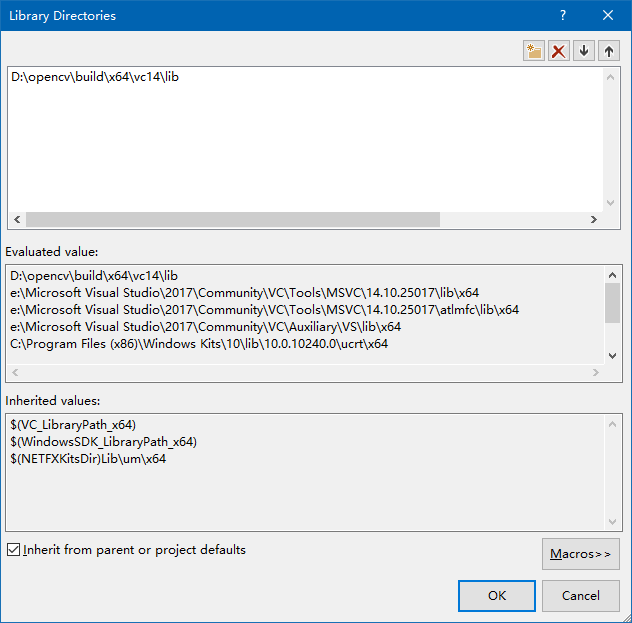 Library Directories
D:\opencv\build\x64\vc14\lib
Evaluated value:
D:\opencv\build\x64\vc14\lib
e:\Microsoft Visual Studio\2017\Community\VC\Tools\MSVC\14.10.25017\lib\x64
e:\Microsoft Visual Studio\2017\Community\VC\Tools\MSVC\14.10.25017\atlmfc\lib\x64
e:\Microsoft Visual Studio\2017\Community\VC\Auxiliary\VS\lib\x64
C:\Program Files (x86)\Windows Kits\10\lib\10.0.10240.0\ucrt\x64
Inherited values:
$(VC_LibraryPath_x64)
$(WindowsSDK_LibraryPath_x64)
$(NETFXKitsDir)Lib\um\x64
Inherit from parent or project defaults
Macros>>
OK
Cancel